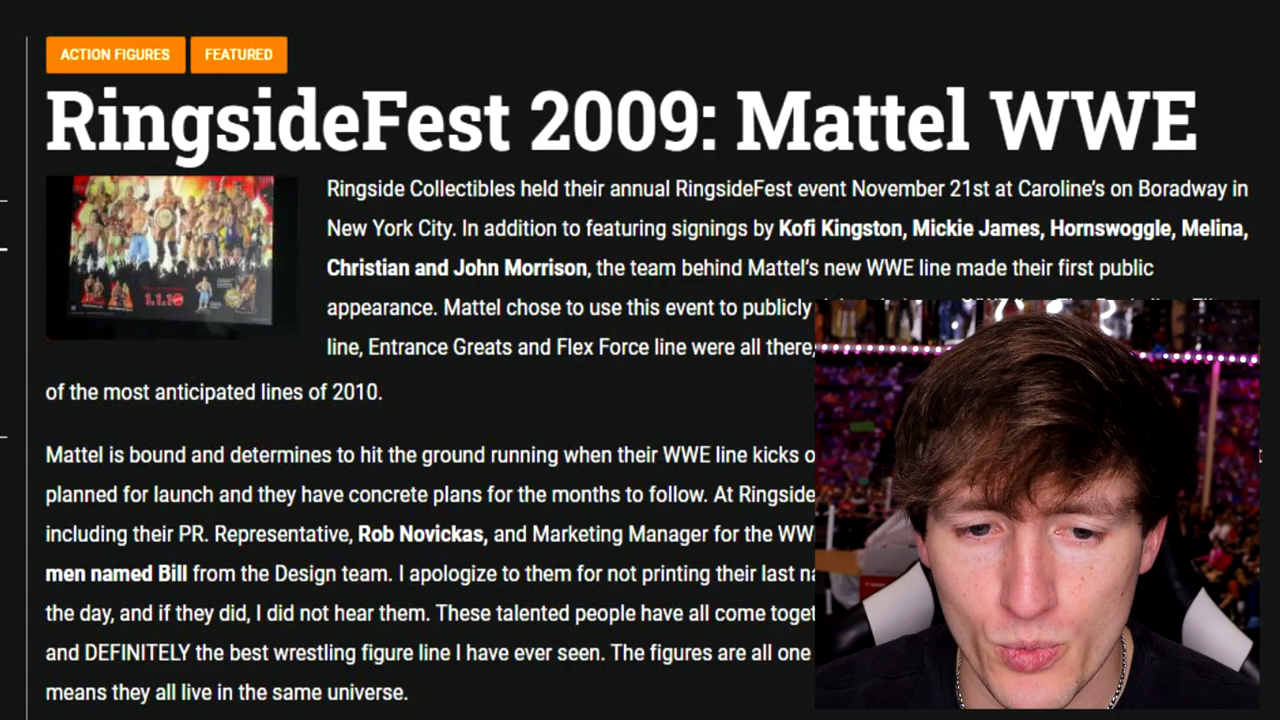 ACTION FIGURES FEATURED
RingsideFest 2009: Mattel WWE
Ringside Collectibles held their annual RingsideFest event November 21st at Caroline's on Boradway in
New York City. In addition to featuring signings by Kofi Kingston, Mickie James, Hornswoggle, Melina,
Christian and John Morrison, the team behind Mattel's new WWE line made their first public
appearance. Mattel chose to use this event to publicly
line, Entrance Greats and Flex Force line were all there,
of the most anticipated lines of 2010.
1.1.10
Mattel is bound and determines to hit the ground running when their WWE line kicks
planned for launch and they have concrete plans for the months to follow. At Ringside
including their PR. Representative, Rob Novickas, and Marketing Manager for the
men named Bill from the Design team. I apologize to them for not printing their last
the day, and if they did, I did not hear them. These talented people have all come
and DEFINITELY the best wrestling figure line I have ever seen. The figures are all one
means they all live in the same universe.